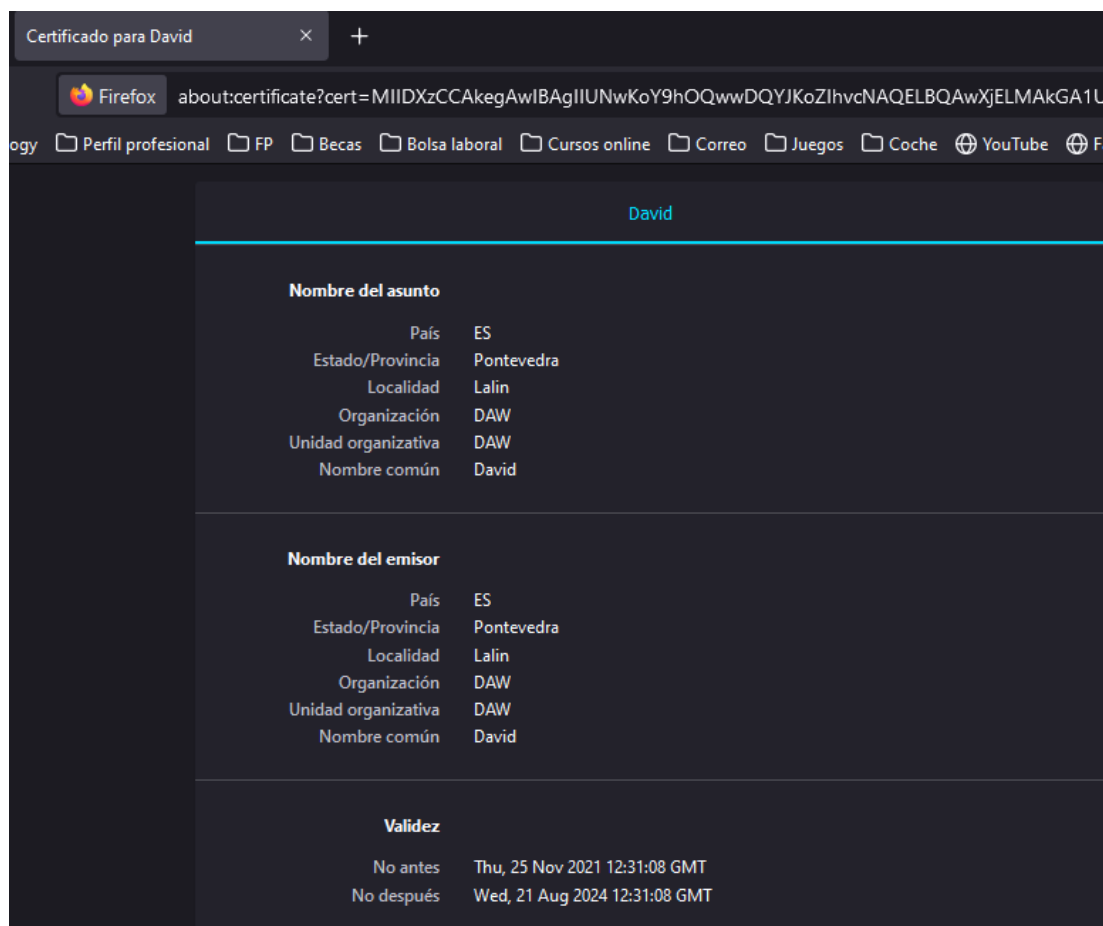 Certificado para David
Firefox about:certificate?cert=MIIDXzCCAkegAwIBAgIIUNwKoY9hOQwwDQYJKoZIhvcNAQELBQAwXjELMAkGA1U
ogy Perfil profesional FP Becas Bolsa laboral Cursos online Correo Juegos Coche YouTube F
David
Nombre del asunto
País ES
Estado/Provincia Pontevedra
Localidad Lalin
Organización DAW
Unidad organizativa DAW
Nombre común David
Nombre del emisor
País ES
Estado/Provincia Pontevedra
Localidad Lalin
Organización DAW
Unidad organizativa DAW
Nombre común David
Validez
No antes Thu, 25 Nov 2021 12:31:08 GMT
No después Wed, 21 Aug 2024 12:31:08 GMT